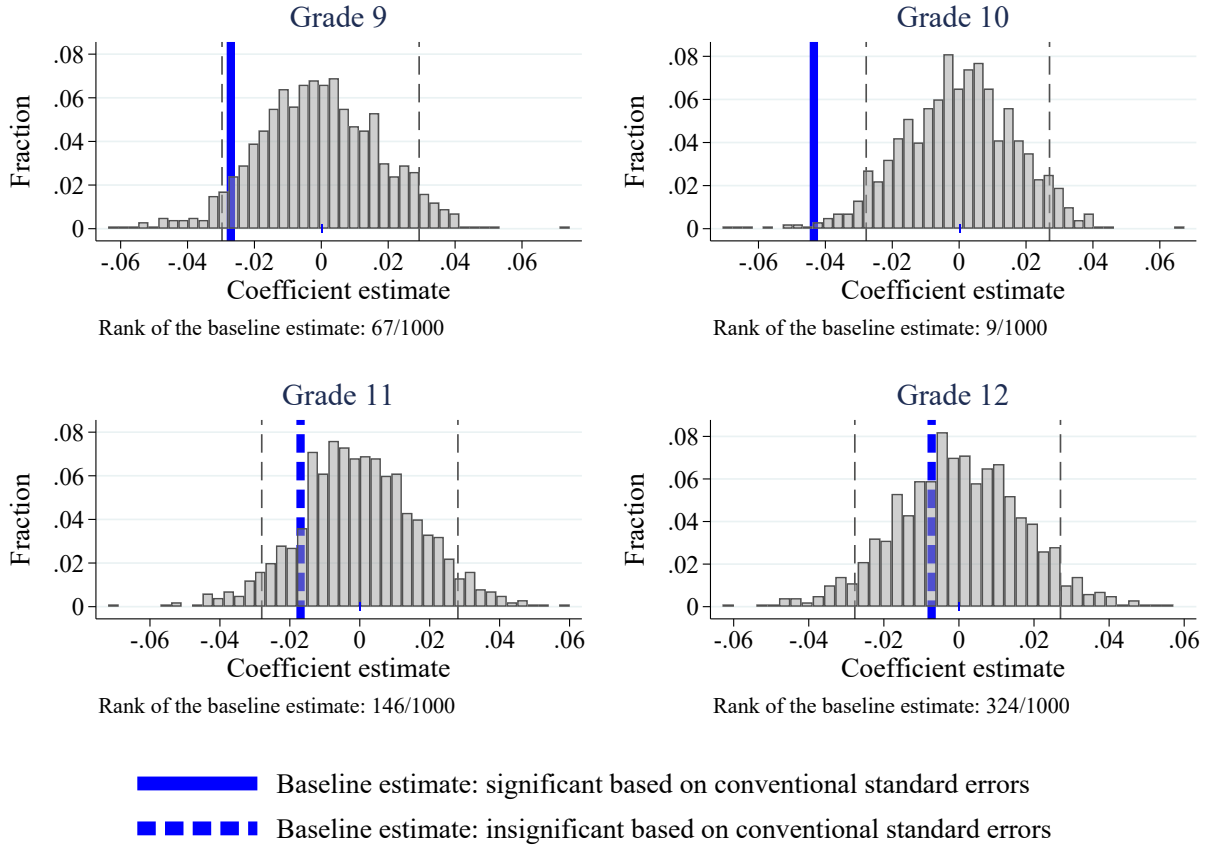 Grade 9
Fraction
.08
.06
.04
.02
0
-.06 -.04 -.02 0 .02 .04 .06
Coefficient estimate
Rank of the baseline estimate: 67/1000
Grade 10
Fraction
.08
.06
.04
.02
0
-.06 -.04 -.02 0 .02 .04 .06
Coefficient estimate
Rank of the baseline estimate: 9/1000
Grade 11
Fraction
.08
.06
.04
.02
0
-.06 -.04 -.02 0 .02 .04 .06
Coefficient estimate
Rank of the baseline estimate: 146/1000
Grade 12
Fraction
.08
.06
.04
.02
0
-.06 -.04 -.02 0 .02 .04 .06
Coefficient estimate
Rank of the baseline estimate: 324/1000
Baseline estimate: significant based on conventional standard errors
Baseline estimate: insignificant based on conventional standard errors